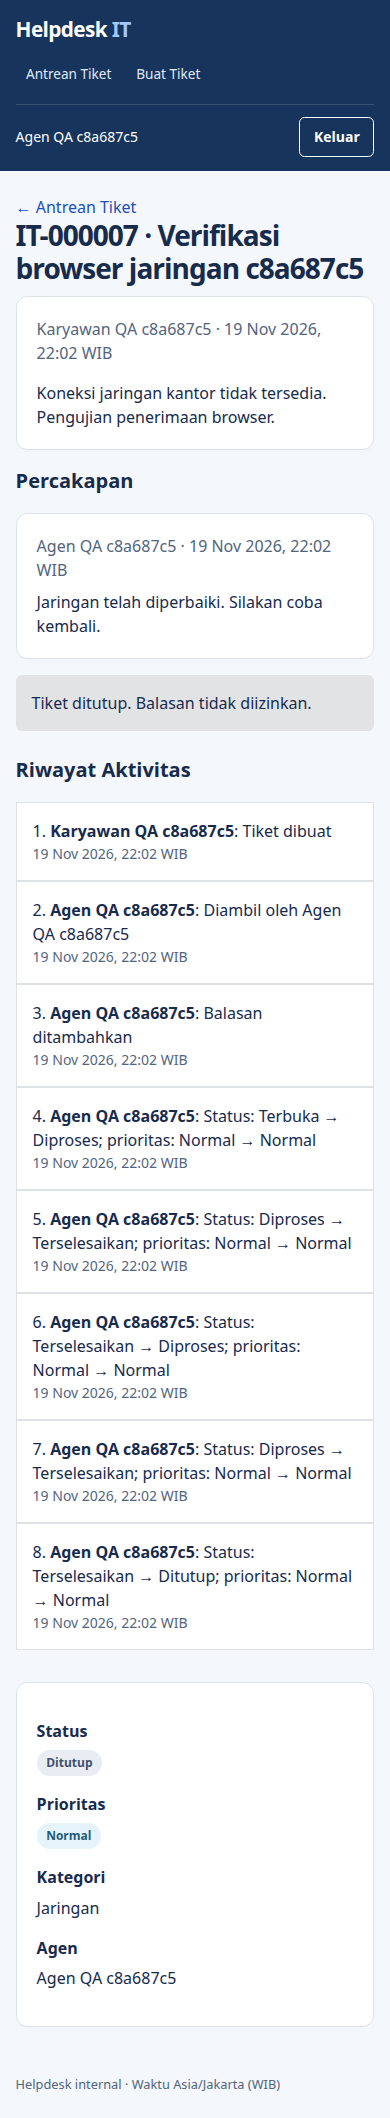 Helpdesk IT
Antrean Tiket Buat Tiket
Agen QA c8a687c5 Keluar
← Antrean Tiket
IT-000007 · Verifikasi
browser jaringan c8a687c5
Karyawan QA c8a687c5 · 19 Nov 2026,
22:02 WIB
Koneksi jaringan kantor tidak tersedia.
Pengujian penerimaan browser.
Percakapan
Agen QA c8a687c5 · 19 Nov 2026, 22:02
WIB
Jaringan telah diperbaiki. Silakan coba
kembali.
Tiket ditutup. Balasan tidak diizinkan.
Riwayat Aktivitas
1. Karyawan QA c8a687c5: Tiket dibuat
19 Nov 2026, 22:02 WIB
2. Agen QA c8a687c5: Diambil oleh Agen
QA c8a687c5
19 Nov 2026, 22:02 WIB
3. Agen QA c8a687c5: Balasan
ditambahkan
19 Nov 2026, 22:02 WIB
4. Agen QA c8a687c5: Status: Terbuka →
Diproses; prioritas: Normal → Normal
19 Nov 2026, 22:02 WIB
5. Agen QA c8a687c5: Status: Diproses →
Terselesaikan; prioritas: Normal → Normal
19 Nov 2026, 22:02 WIB
6. Agen QA c8a687c5: Status:
Terselesaikan → Diproses; prioritas:
Normal → Normal
19 Nov 2026, 22:02 WIB
7. Agen QA c8a687c5: Status: Diproses →
Terselesaikan; prioritas: Normal → Normal
19 Nov 2026, 22:02 WIB
8. Agen QA c8a687c5: Status:
Terselesaikan → Ditutup; prioritas: Normal
→ Normal
19 Nov 2026, 22:02 WIB
Status
Ditutup
Prioritas
Normal
Kategori
Jaringan
Agen
Agen QA c8a687c5
Helpdesk internal · Waktu Asia/Jakarta (WIB)